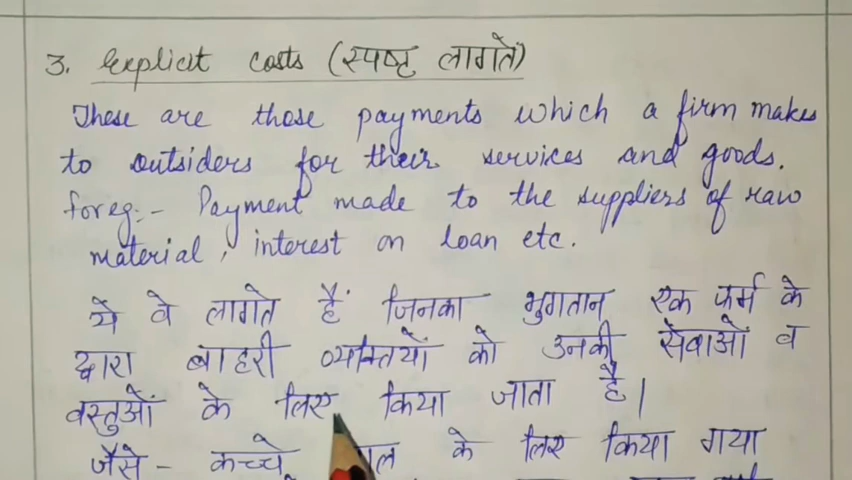 3. Explicit costs (स्पष्ट लागतें)
These are those payments which a firm makes
to outsiders for their services and goods.
for eg:- Payment made to the suppliers of raw
material, interest on loan etc.
ये वे लागते हैं जिनका भुगतान एक फर्म के
द्वारा बाहरी व्यक्तियों को उनकी सेवाओं व
वस्तुओं के लिए किया जाता है।
जैसे - कच्चे के लिए किया गया